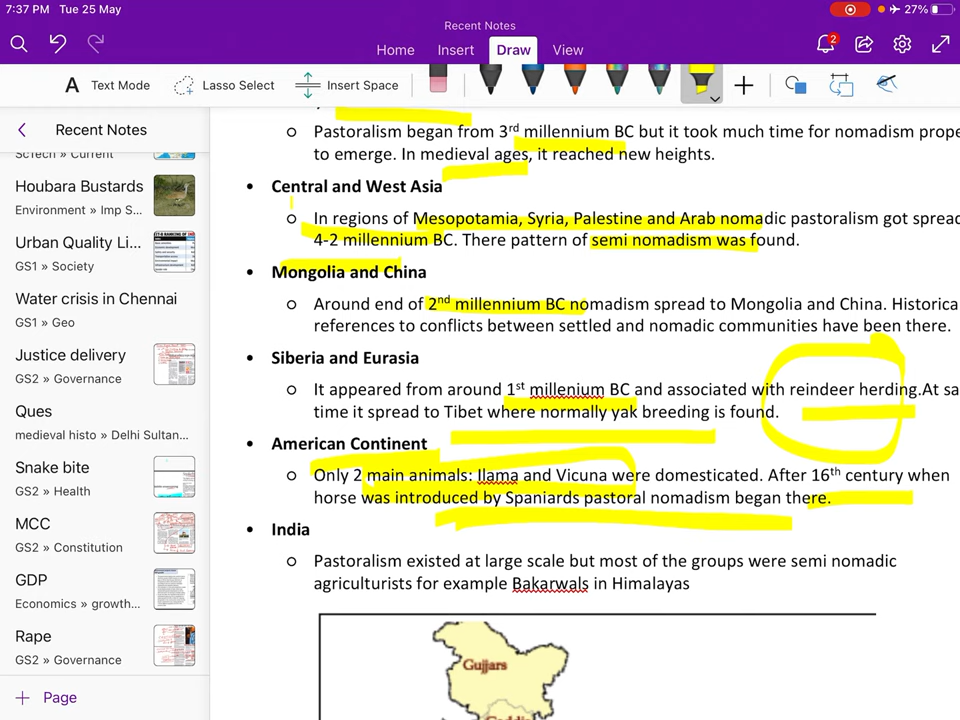 7:37 PM Tue 25 May
27%
Recent Notes
Home Insert Draw View
2
A Text Mode Lasso Select Insert Space
Recent Notes
ScTech » Current
Houbara Bustards
Environment » Imp S...
Urban Quality Li...
GS1 » Society
Water crisis in Chennai
GS1 » Geo
Justice delivery
GS2 » Governance
Ques
medieval histo » Delhi Sultan...
Snake bite
GS2 » Health
MCC
GS2 » Constitution
GDP
Economics » growth...
Rape
GS2 » Governance
+ Page
Pastoralism began from 3rd millennium BC but it took much time for nomadism prope
to emerge. In medieval ages, it reached new heights.
• Central and West Asia
In regions of Mesopotamia, Syria, Palestine and Arab nomadic pastoralism got spread
4-2 millennium BC. There pattern of semi nomadism was found.
• Mongolia and China
Around end of 2nd millennium BC nomadism spread to Mongolia and China. Historica
references to conflicts between settled and nomadic communities have been there.
• Siberia and Eurasia
It appeared from around 1st millenium BC and associated with reindeer herding.At sa
time it spread to Tibet where normally yak breeding is found.
• American Continent
Only 2 main animals: Ilama and Vicuna were domesticated. After 16th century when
horse was introduced by Spaniards pastoral nomadism began there.
• India
Pastoralism existed at large scale but most of the groups were semi nomadic
agriculturists for example Bakarwals in Himalayas
Gujjars